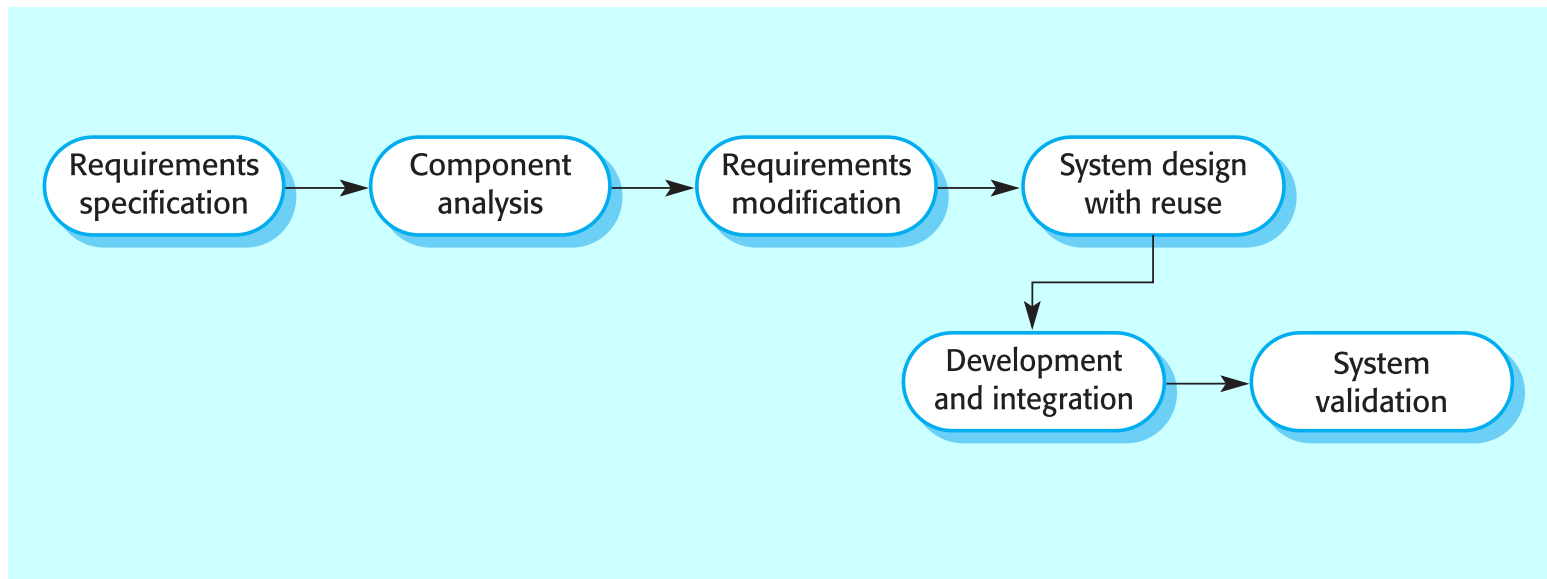 Requirements
specification
Component
analysis
Requirements
modification
System design
with reuse
Development
and integration
System
validation